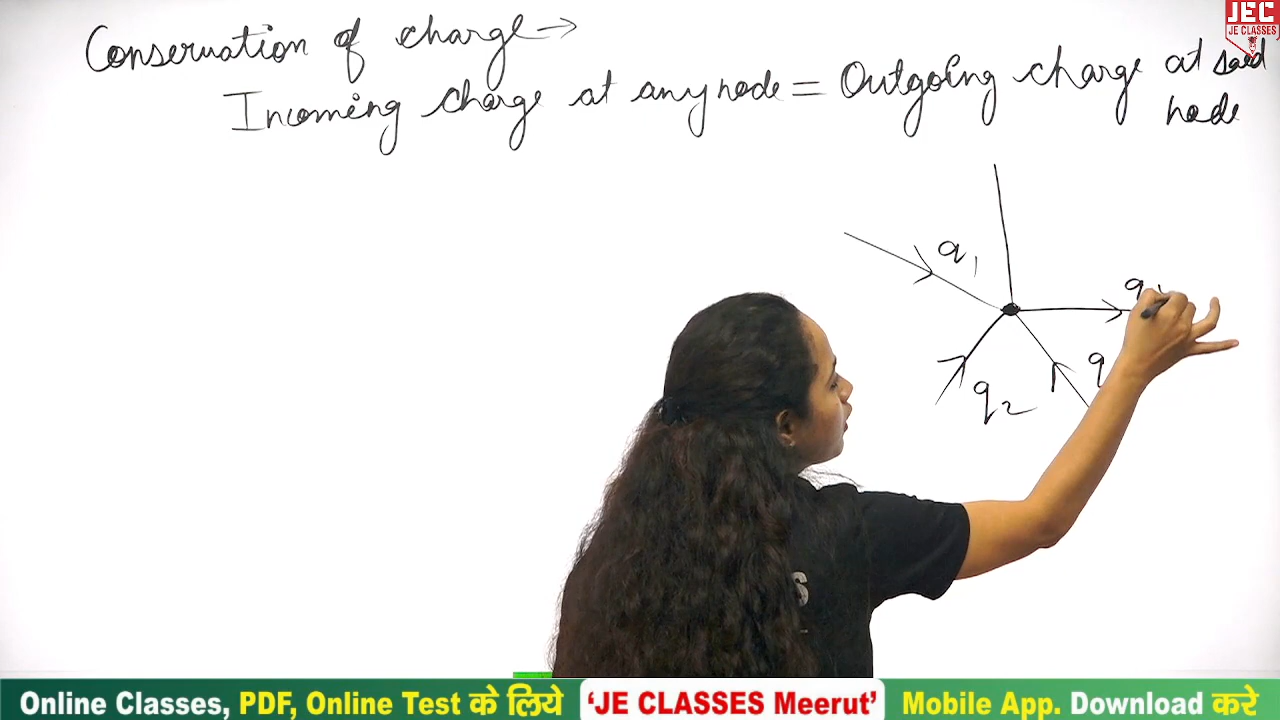 Conservation of charge →
JEC
JE CLASSES
Incoming charge at any node = Outgoing charge at said
node
q1
q
q2
q
S
Online Classes, PDF, Online Test के लिये 'JE CLASSES Meerut' Mobile App. Download करे